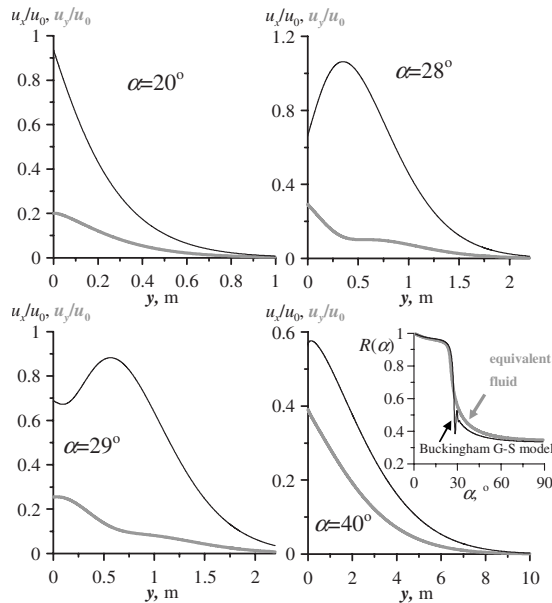 uₓ/u₀, uᵧ/u₀
1
0.8
0.6
0.4
0.2
0
α=20°
0 0.2 0.4 0.6 0.8 1
y, m
uₓ/u₀, uᵧ/u₀
1.2
0.8
0.4
0
α=28°
0 0.5 1 1.5 2
y, m
uₓ/u₀, uᵧ/u₀
1
0.8
0.6
0.4
0.2
0
α=29°
0 0.5 1 1.5 2
y, m
uₓ/u₀, uᵧ/u₀
0.6
0.4
0.2
0
α=40°
0 2 4 6 8 10
y, m
R(α)
1
0.8
0.6
0.4
0.2
equivalent
fluid
Buckingham G-S model
0 30 60 90
α, °